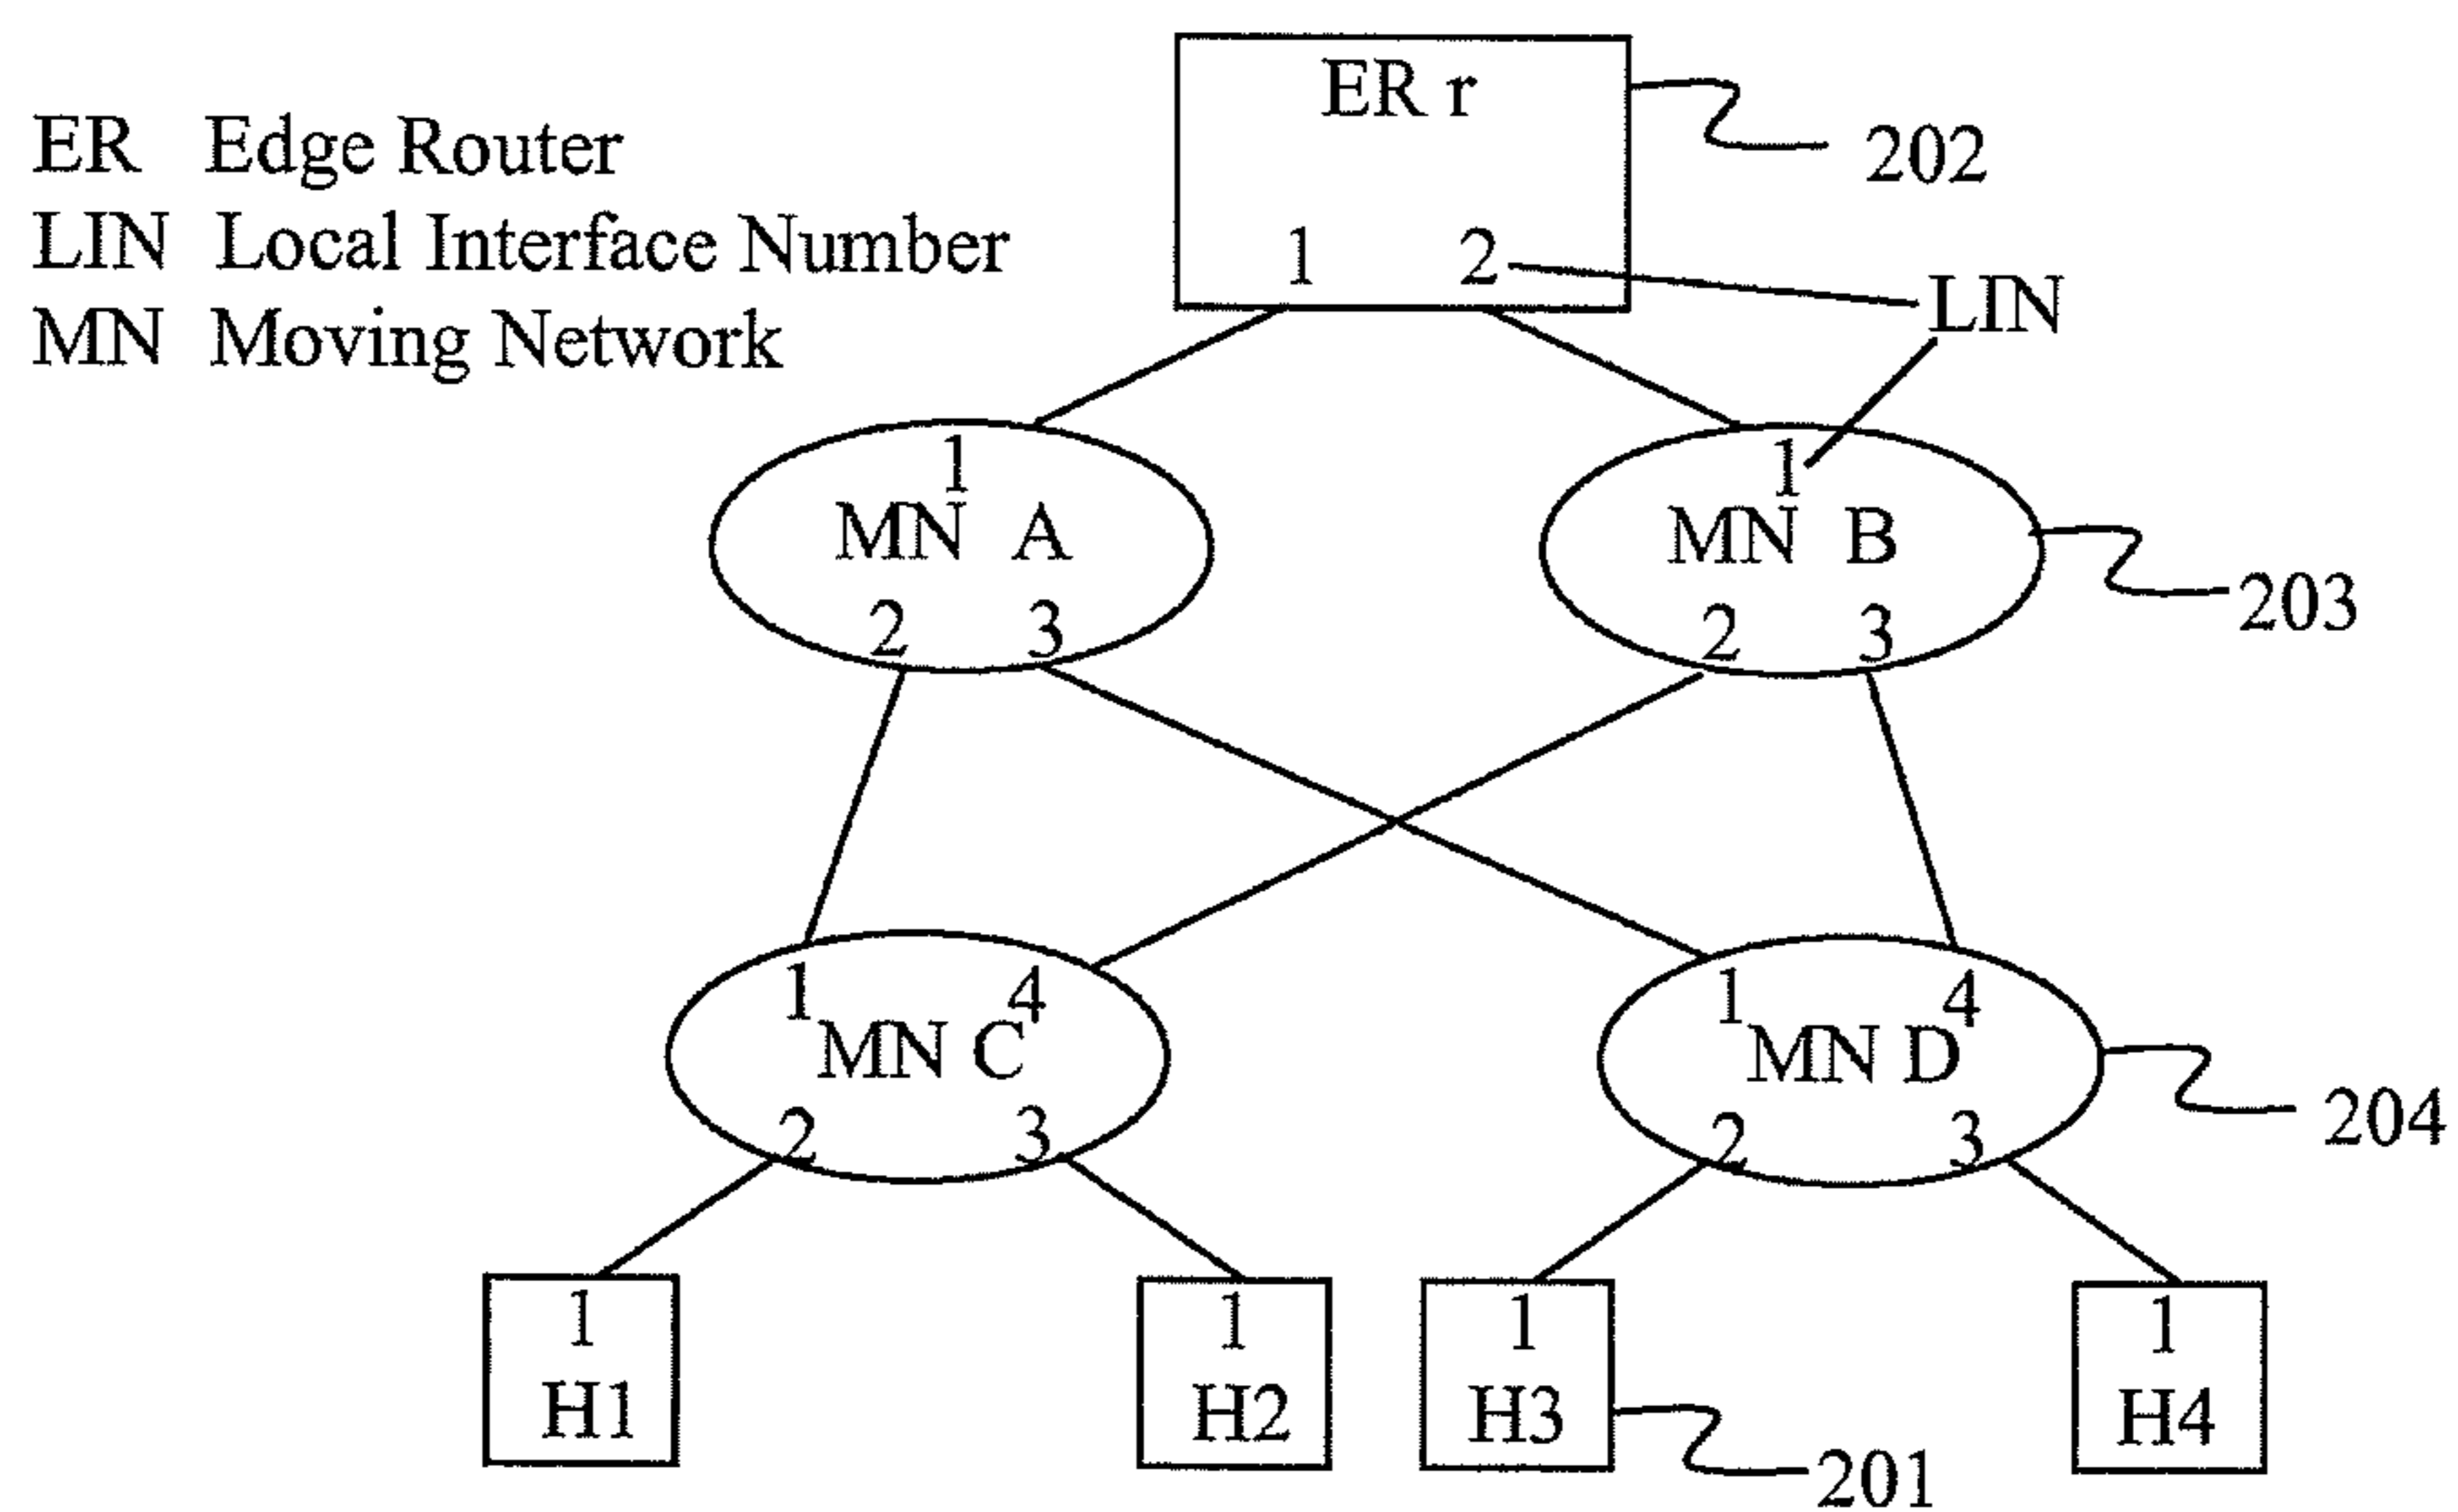 ER r
202
ER Edge Router
LIN Local Interface Number
MN Moving Network
1 2
LIN
1
MN A
2 3
1
MN B
2 3
203
1 4
MN C
2 3
1 4
MN D
2 3
204
1
H1
1
H2
1
H3
1
H4
201